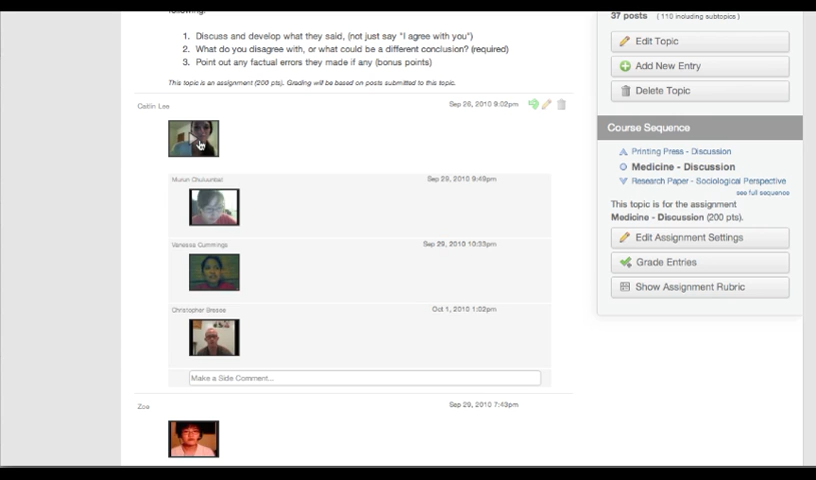 following:
1. Discuss and develop what they said, (not just say "I agree with you")
2. What do you disagree with, or what could be a different conclusion? (required)
3. Point out any factual errors they made if any (bonus points)
This topic is an assignment (200 pts). Grading will be based on posts submitted to this topic.
Caitin Lee
Sep 26, 2010 9:02pm
Sep 29, 2010 9:49pm
Vanessa Cummings
Sep 29, 2010 10:33pm
Christopher
Oct 1, 2010 1:02pm
Make a Side Comment...
Zoe
Sep 29, 2010 7:43pm
37 posts (110 including subtopics)
Edit Topic
Add New Entry
Delete Topic
Course Sequence
Printing Press - Discussion
Medicine - Discussion
Research Paper - Sociological Perspective
see full sequence
This topic is for the assignment
Medicine - Discussion (200 pts).
Edit Assignment Settings
Grade Entries
Show Assignment Rubric